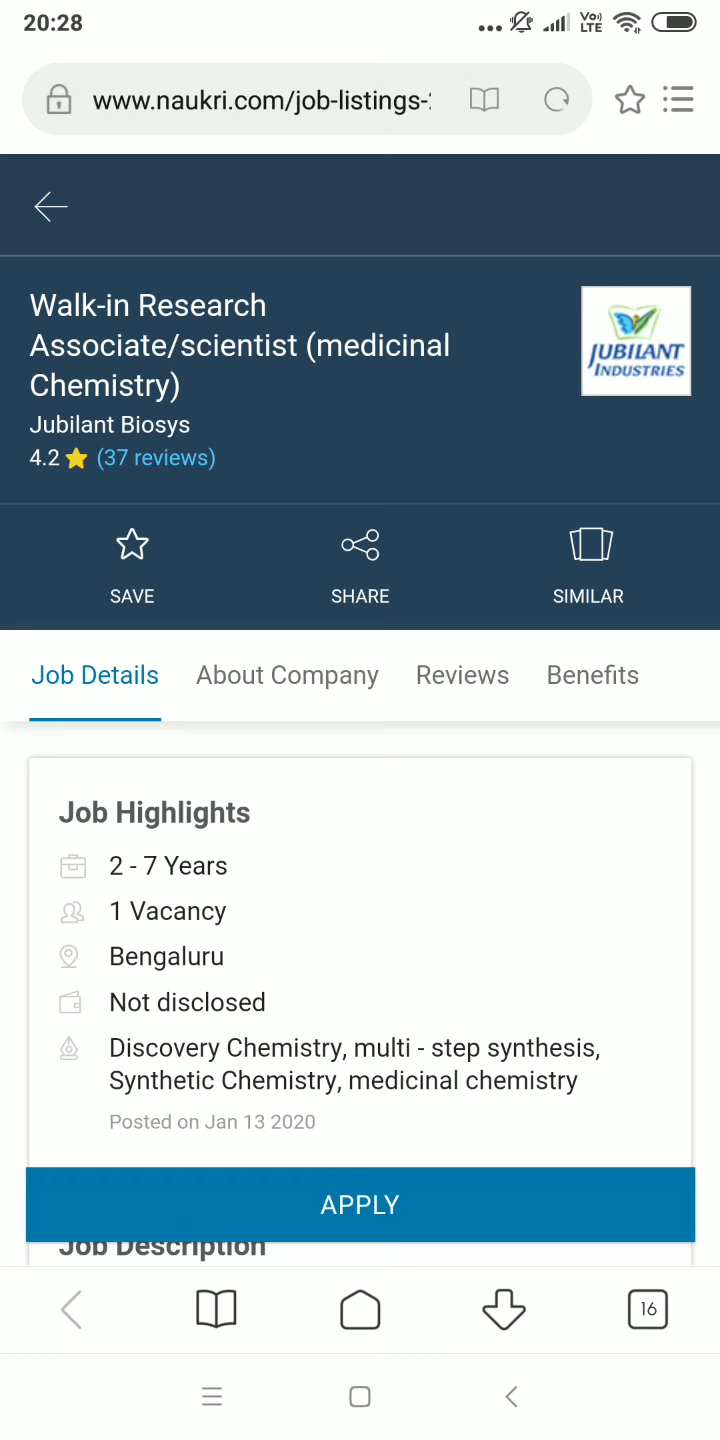 20:28
Vo)) LTE
www.naukri.com/job-listings-
Walk-in Research
Associate/scientist (medicinal
Chemistry)
JUBILANT
INDUSTRIES
Jubilant Biosys
4.2 (37 reviews)
SAVE SHARE SIMILAR
Job Details About Company Reviews Benefits
Job Highlights
2 - 7 Years
1 Vacancy
Bengaluru
Not disclosed
Discovery Chemistry, multi - step synthesis,
Synthetic Chemistry, medicinal chemistry
Posted on Jan 13 2020
APPLY
Job Description
16